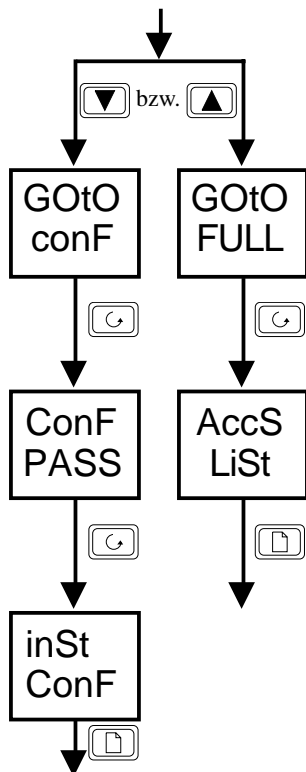 bzw.
GOtO
conF
GOtO
FULL
ConF
PASS
AccS
LiSt
inSt
ConF